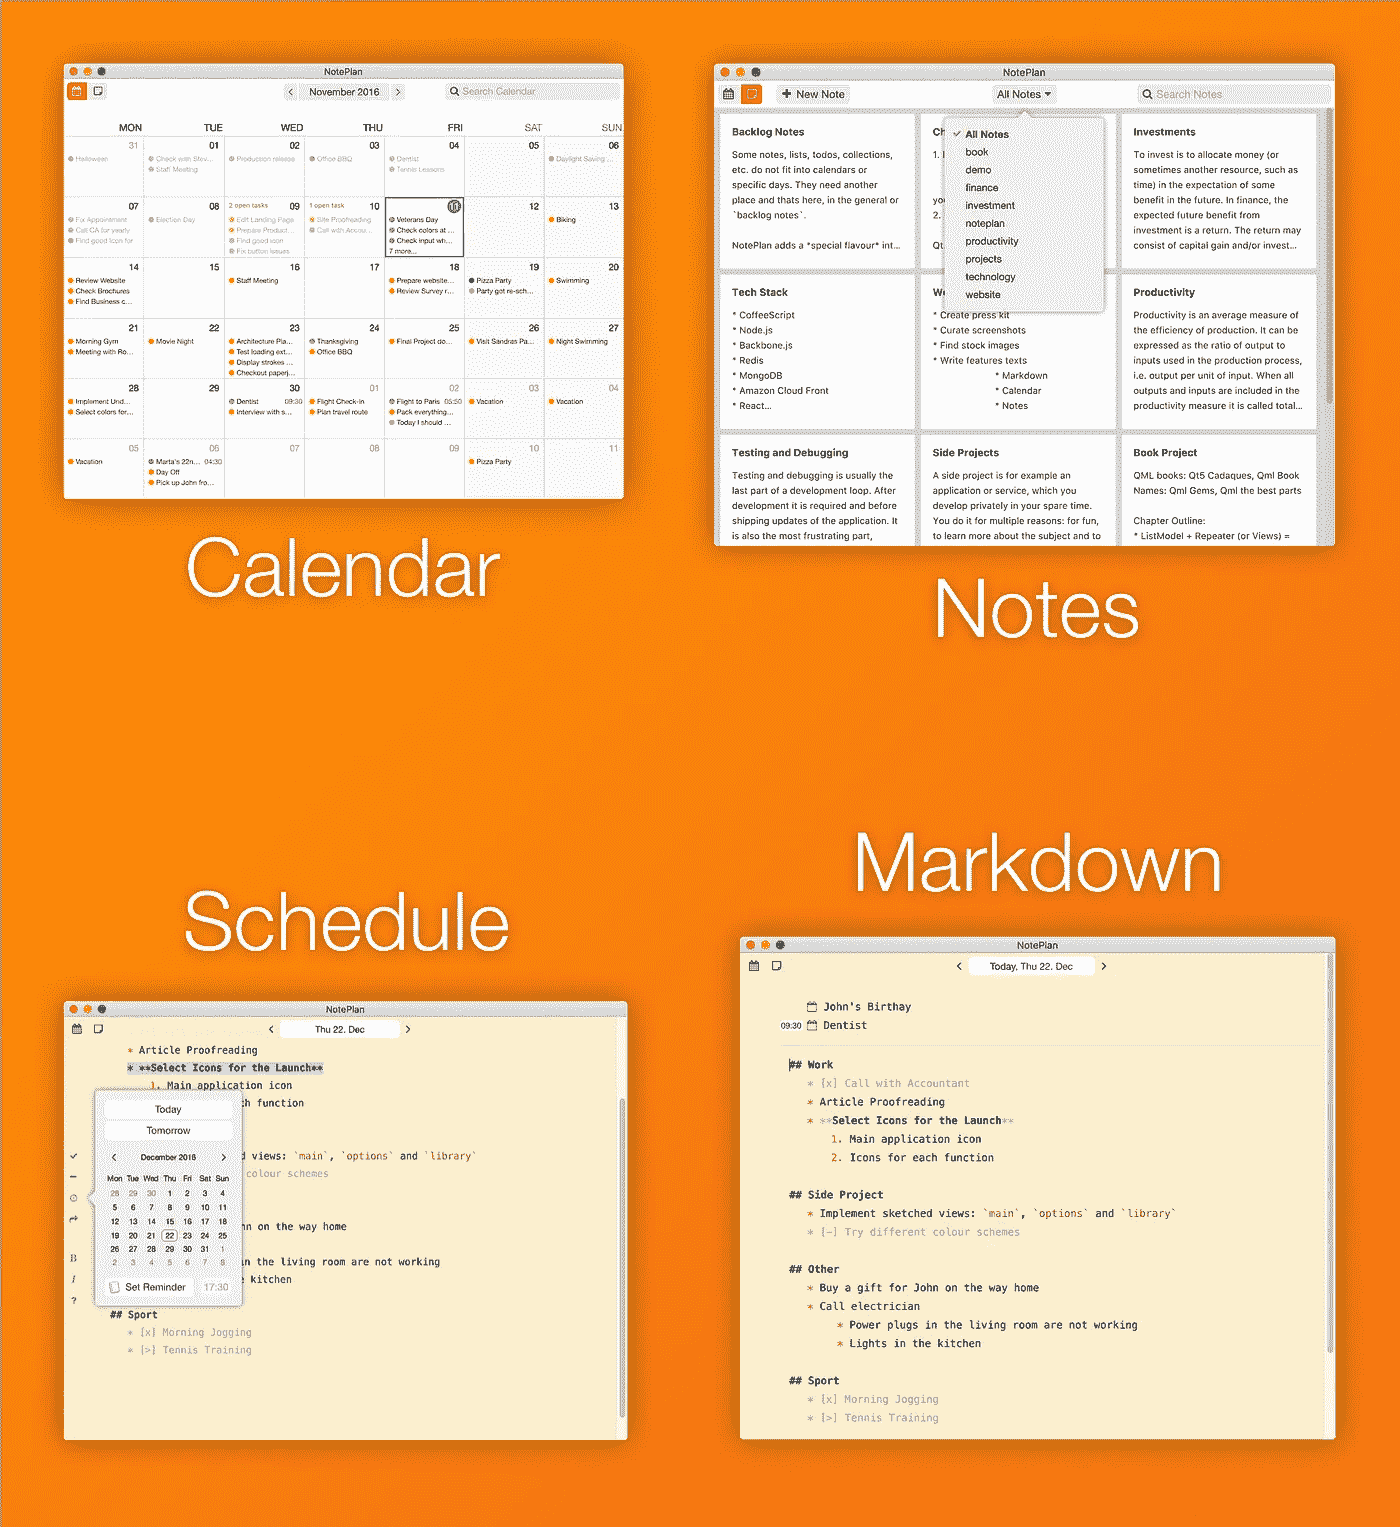 NotePlan
November 2016
Search Calendar
MON TUE WED THU FRI SAT SUN
31 01 02 03 04 05 06
Halloween
Check with Stev...
Staff Meeting
Production release
Office BBQ
Dentist
Tennis Lessons
Daylight Saving ...
07 08 2 open tasks 09 1 open task 10 12 13
Fix Appointment
Call CA for yearly
Find good icon for
Election Day
Edit Landing Page
Prepare Product...
Find good icon
Fix button issues
Site Proofreading
Call with Accou...
Veterans Day
Check colors at ...
Check input wh...
7 more...
Biking
14 15 16 17 18 19 20
Review Website
Check Brochures
Find Business c...
Staff Meeting
Prepare website...
Review Survey r...
Pizza Party
Party got re-sch...
Swimming
21 22 23 24 25 26 27
Morning Gym
Meeting with Ro...
Movie Night
Architecture Pla...
Test loading ext...
Display strokes ...
Checkout paperj...
Thanksgiving
Office BBQ
Final Project do...
Visit Sandras Pa...
Night Swimming
28 29 30 01 02 03 04
Implement Und...
Select colors for...
Dentist 09:30
Interview with s...
Flight Check-in
Plan travel route
Flight to Paris 05:50
Pack everything...
Today I should ...
Vacation
Vacation
05 06 07 08 09 10 11
Vacation
Marta's 22n... 04:30
Day Off
Pick up John fro...
Pizza Party
Calendar
NotePlan
New Note
All Notes
Search Notes
All Notes
book
demo
finance
investment
noteplan
productivity
projects
technology
website
Backlog Notes
Some notes, lists, todos, collections,
etc. do not fit into calendars or
specific days. They need another
place and thats here, in the general or
`backlog notes`.
NotePlan adds a *special flavour* int...
Ch
1.
yo
2.
Qt
Investments
To invest is to allocate money (or
sometimes another resource, such as
time) in the expectation of some
benefit in the future. In finance, the
expected future benefit from
investment is a return. The return may
consist of capital gain and/or invest...
Tech Stack
* CoffeeScript
* Node.js
* Backbone.js
* Redis
* MongoDB
* Amazon Cloud Front
* React...
We
* Create press kit
* Curate screenshots
* Find stock images
* Write features texts
* Markdown
* Calendar
* Notes
Productivity
Productivity is an average measure of
the efficiency of production. It can be
expressed as the ratio of output to
inputs used in the production process,
i.e. output per unit of input. When all
outputs and inputs are included in the
productivity measure it is called total...
Testing and Debugging
Testing and debugging is usually the
last part of a development loop. After
development it is required and before
shipping updates of the application. It
is also the most frustrating part,
Side Projects
A side project is for example an
application or service, which you
develop privately in your spare time.
You do it for multiple reasons: for fun,
to learn more about the subject and to
Book Project
QML books: Qt5 Cadaques, Qml Book
Names: Qml Gems, Qml the best parts
Chapter Outline:
* ListModel + Repeater (or Views) =
Notes
Schedule
NotePlan
Thu 22. Dec
* Article Proofreading
* **Select Icons for the Launch**
1. Main application icon
ch function
d views: `main`, `options` and `library`
colour schemes
hn on the way home
in the living room are not working
e kitchen
Today
Tomorrow
December 2016
Mon Tue Wed Thu Fri Sat Sun
28 29 30 1 2 3 4
5 6 7 8 9 10 11
12 13 14 15 16 17 18
19 20 21 22 23 24 25
26 27 28 29 30 31 1
2 3 4 5 6 7 8
Set Reminder 17:30
B
I
?
## Sport
* [x] Morning Jogging
* [>] Tennis Training
Markdown
NotePlan
Today, Thu 22. Dec
John's Birthay
09:30 Dentist
## Work
* [x] Call with Accountant
* Article Proofreading
* **Select Icons for the Launch**
1. Main application icon
2. Icons for each function
## Side Project
* Implement sketched views: `main`, `options` and `library`
* [-] Try different colour schemes
## Other
* Buy a gift for John on the way home
* Call electrician
* Power plugs in the living room are not working
* Lights in the kitchen
## Sport
* [x] Morning Jogging
* [>] Tennis Training